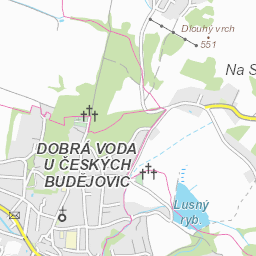 Dlouhý vrch
551
Na S
DOBRÁ VODA
U ČESKÝCH
BUDĚJOVIC
Lusný
ryb.